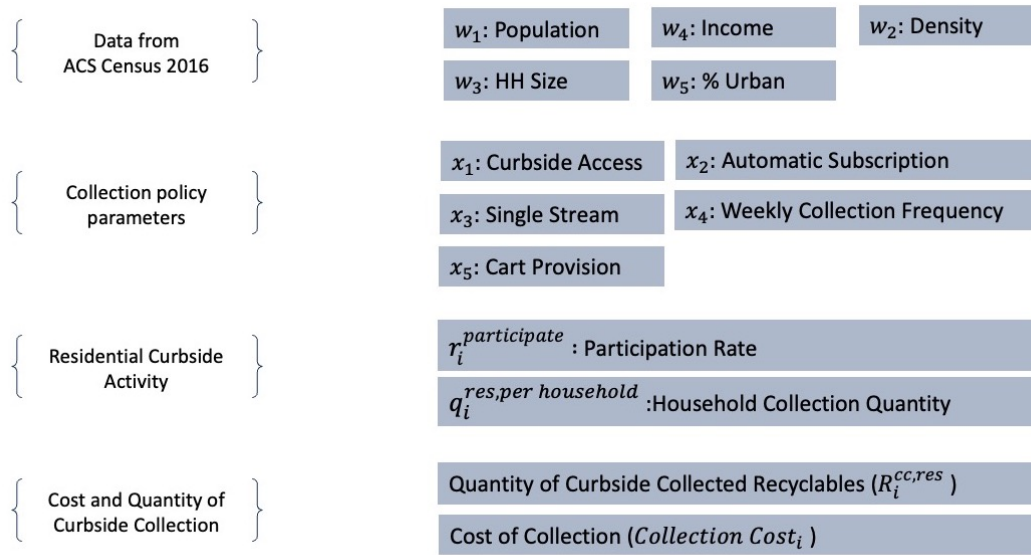 Data from
ACS Census 2016
w₁: Population
w₄: Income
w₂: Density
w₃: HH Size
w₅: % Urban
Collection policy
parameters
x₁: Curbside Access
x₂: Automatic Subscription
x₃: Single Stream
x₄: Weekly Collection Frequency
x₅: Cart Provision
Residential Curbside
Activity
r_i^{participate} : Participation Rate
q_i^{res,per household} :Household Collection Quantity
Cost and Quantity of
Curbside Collection
Quantity of Curbside Collected Recyclables (R_i^{cc,res} )
Cost of Collection (Collection Cost_i )